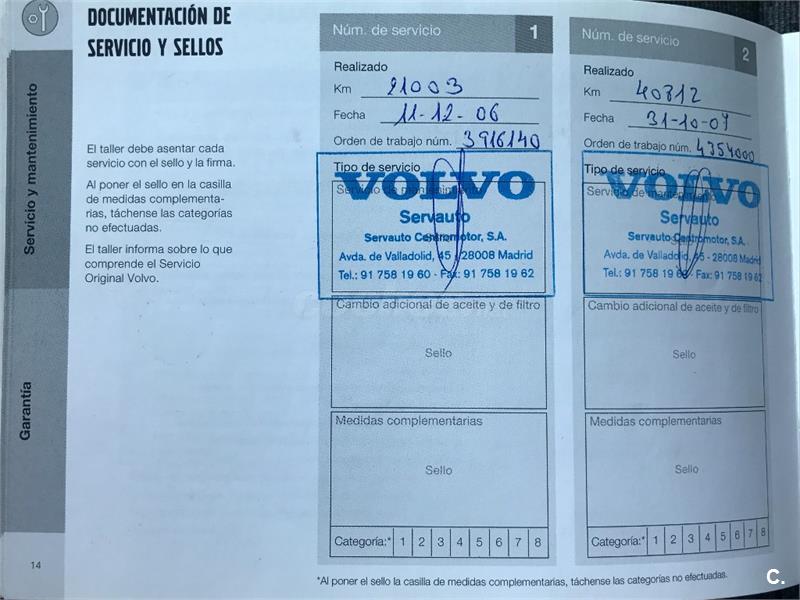 DOCUMENTACIÓN DE
SERVICIO Y SELLOS
El taller debe asentar cada
servicio con el sello y la firma.
Al poner el sello en la casilla
de medidas complementa-
rias, táchense las categorías
no efectuadas.
El taller informa sobre lo que
comprende el Servicio
Original Volvo.
Servicio y mantenimiento
Garantía
14
Núm. de servicio 1
Realizado
Km 21003
Fecha 11-12-06
Orden de trabajo núm. 3916140
Tipo de servicio
Servicio de mantenimiento
VOLVO
Servauto
Servauto Centromotor, S.A.
Avda. de Valladolid, 45 - 28008 Madrid
Tel.: 91 758 19 60 - Fax: 91 758 19 62
Cambio adicional de aceite y de filtro
Sello
Medidas complementarias
Sello
Categoría:* 1 2 3 4 5 6 7 8
Núm. de servicio 2
Realizado
Km 40812
Fecha 31-10-07
Orden de trabajo núm. 4354000
Tipo de servicio
Servicio de mantenimiento
VOLVO
Servauto
Servauto Centromotor, S.A.
Avda. de Valladolid, 45 - 28008 Madrid
Tel.: 91 758 19 60 - Fax: 91 758 19 62
Cambio adicional de aceite y de filtro
Sello
Medidas complementarias
Sello
Categoría:* 1 2 3 4 5 6 7 8
*Al poner el sello la casilla de medidas complementarias, táchense las categorías no efectuadas.
C.